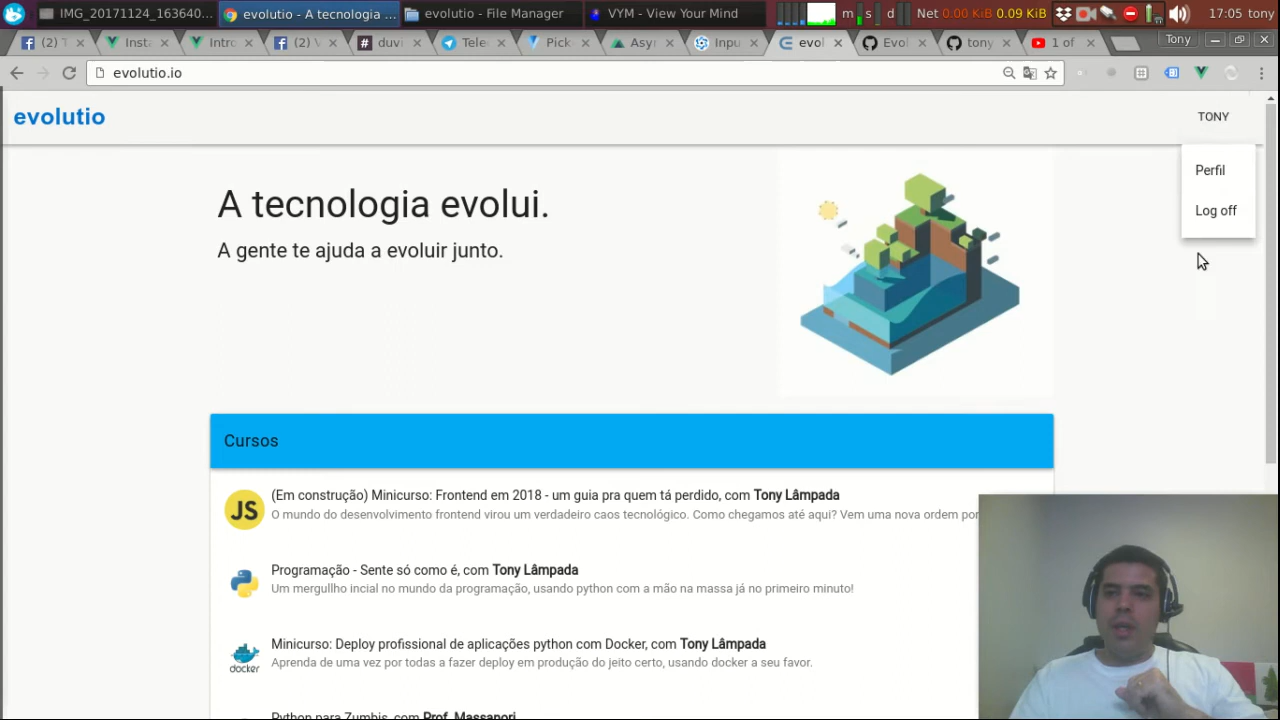 IMG_20171124_163640...
evolutio - A tecnologia ...
evolutio - File Manager
VYM - View Your Mind
m
s
d
Net 0.00 KiB 0.09 KiB
17:05 tony
(2) T
Insta
Intro
(2) V
duvi
Tele
Pick
Asyn
Inpu
evol
Evol
tony
1 of
Tony
evolutio.io
evolutio
TONY
Perfil
Log off
A tecnologia evolui.
A gente te ajuda a evoluir junto.
Cursos
JS
(Em construção) Minicurso: Frontend em 2018 - um guia pra quem tá perdido, com Tony Lâmpada
O mundo do desenvolvimento frontend virou um verdadeiro caos tecnológico. Como chegamos até aqui? Vem uma nova ordem por
Programação - Sente só como é, com Tony Lâmpada
Um mergullho incial no mundo da programação, usando python com a mão na massa já no primeiro minuto!
docker
Minicurso: Deploy profissional de aplicações python com Docker, com Tony Lâmpada
Aprenda de uma vez por todas a fazer deploy em produção do jeito certo, usando docker a seu favor.
Python para Zumbis, com Prof. Massanori